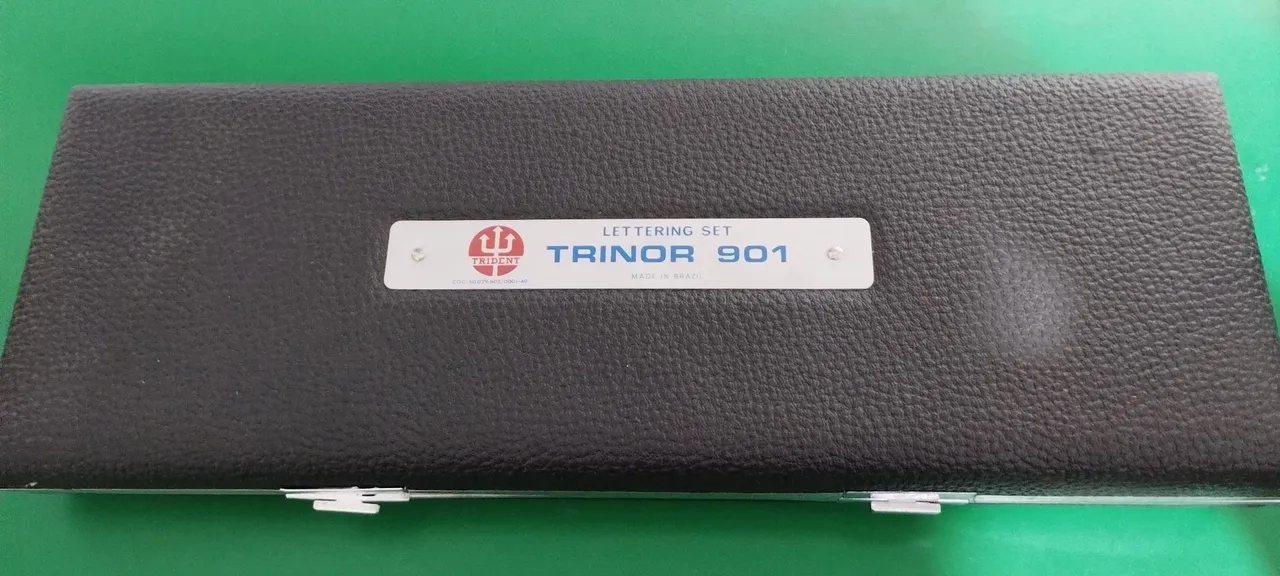 LETTERING SET
TRIDENT
TRINOR 901
MADE IN BRAZIL